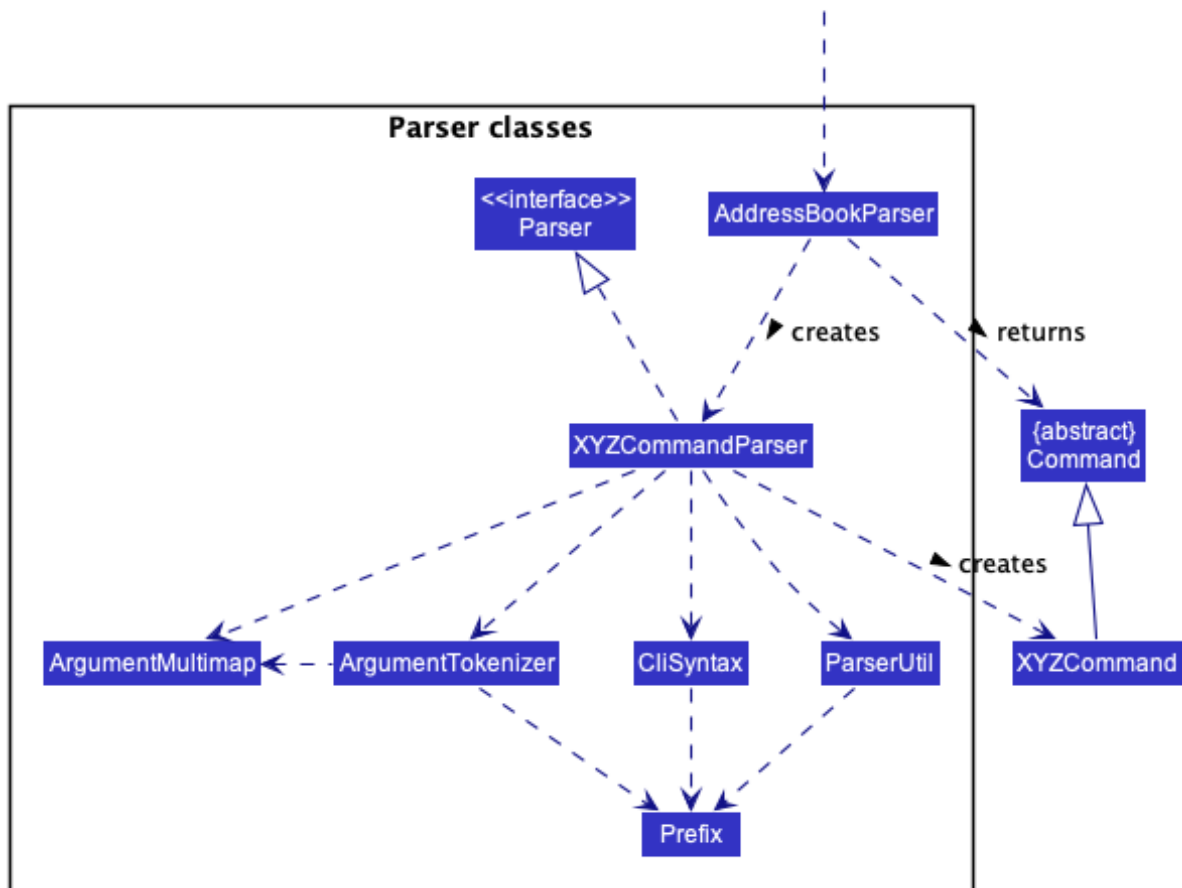 Parser classes
<<interface>>
Parser
AddressBookParser
creates
returns
XYZCommandParser
{abstract}
Command
creates
ArgumentMultimap
ArgumentTokenizer
CliSyntax
ParserUtil
XYZCommand
Prefix